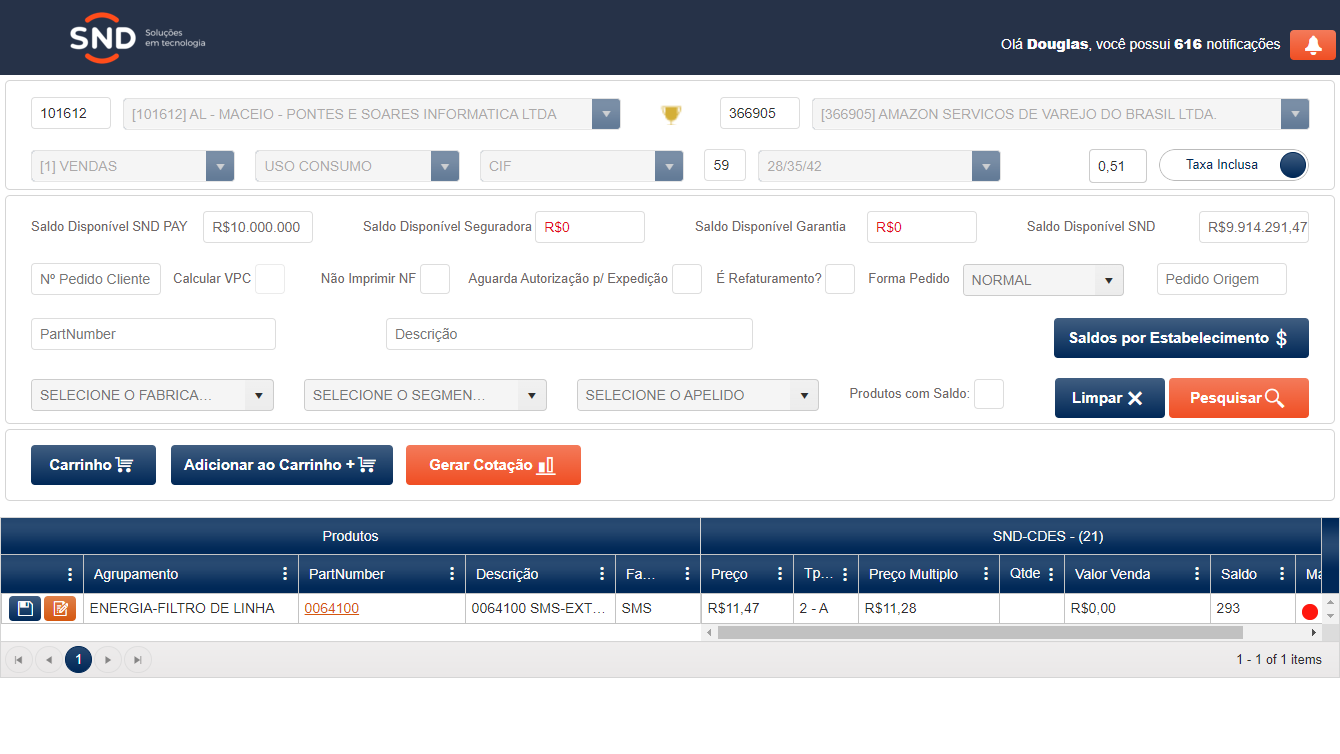 SND Soluções
em tecnologia
Olá Douglas, você possui 616 notificações
101612 [101612] AL - MACEIO - PONTES E SOARES INFORMATICA LTDA 366905 [366905] AMAZON SERVICOS DE VAREJO DO BRASIL LTDA.
[1] VENDAS USO CONSUMO CIF 59 28/35/42 0,51 Taxa Inclusa
Saldo Disponível SND PAY R$10.000.000 Saldo Disponível Seguradora R$0 Saldo Disponível Garantia R$0 Saldo Disponível SND R$9.914.291,47
Nº Pedido Cliente Calcular VPC Não Imprimir NF Aguarda Autorização p/ Expedição É Refaturamento? Forma Pedido NORMAL Pedido Origem
PartNumber Descrição Saldos por Estabelecimento $
SELECIONE O FABRICA... SELECIONE O SEGMEN... SELECIONE O APELIDO Produtos com Saldo: Limpar Pesquisar
Carrinho Adicionar ao Carrinho + Gerar Cotação
Produtos SND-CDES - (21)
Agrupamento PartNumber Descrição Fa... Preço Tp... Preço Multiplo Qtde Valor Venda Saldo Ma
ENERGIA-FILTRO DE LINHA 0064100 0064100 SMS-EXT... SMS R$11,47 2 - A R$11,28 R$0,00 293
1 1 - 1 of 1 items